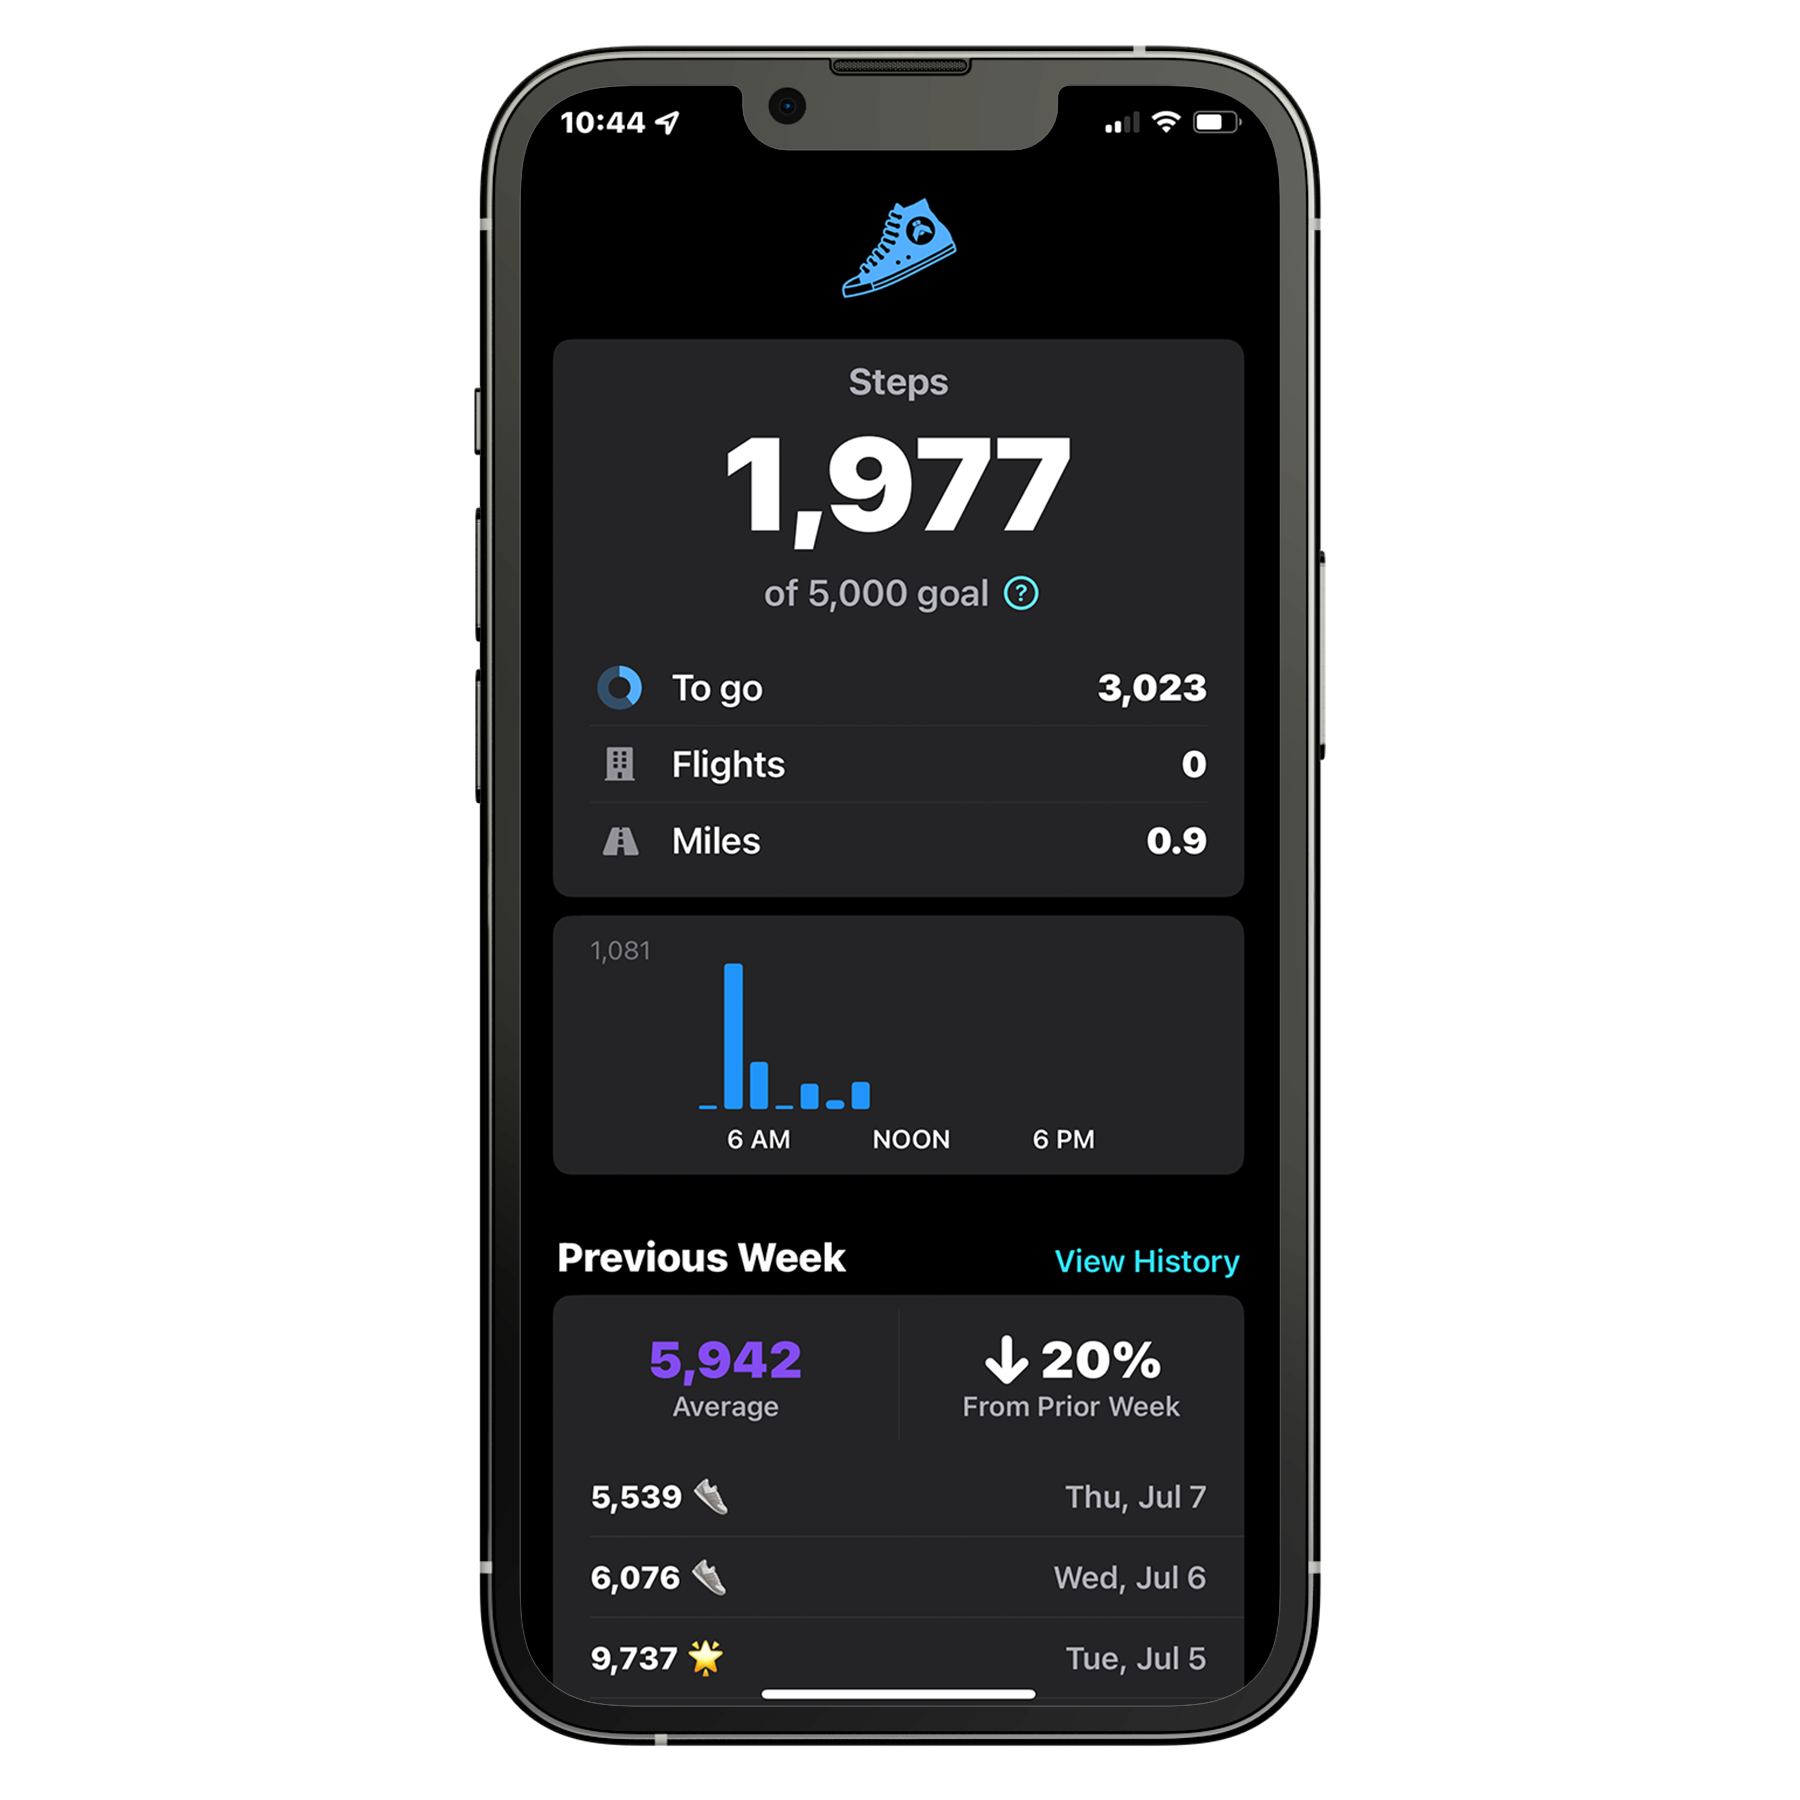 10:44
Steps
1,977
of 5,000 goal ?
To go 3,023
Flights 0
Miles 0.9
1,081
6 AM NOON 6 PM
Previous Week View History
5,942 20%
Average From Prior Week
5,539 Thu, Jul 7
6,076 Wed, Jul 6
9,737 Tue, Jul 5